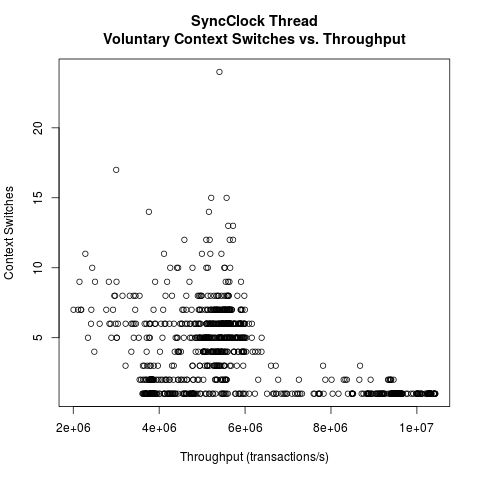 SyncClock Thread
Voluntary Context Switches vs. Throughput
20
15
10
5
Context Switches
2e+06 4e+06 6e+06 8e+06 1e+07
Throughput (transactions/s)